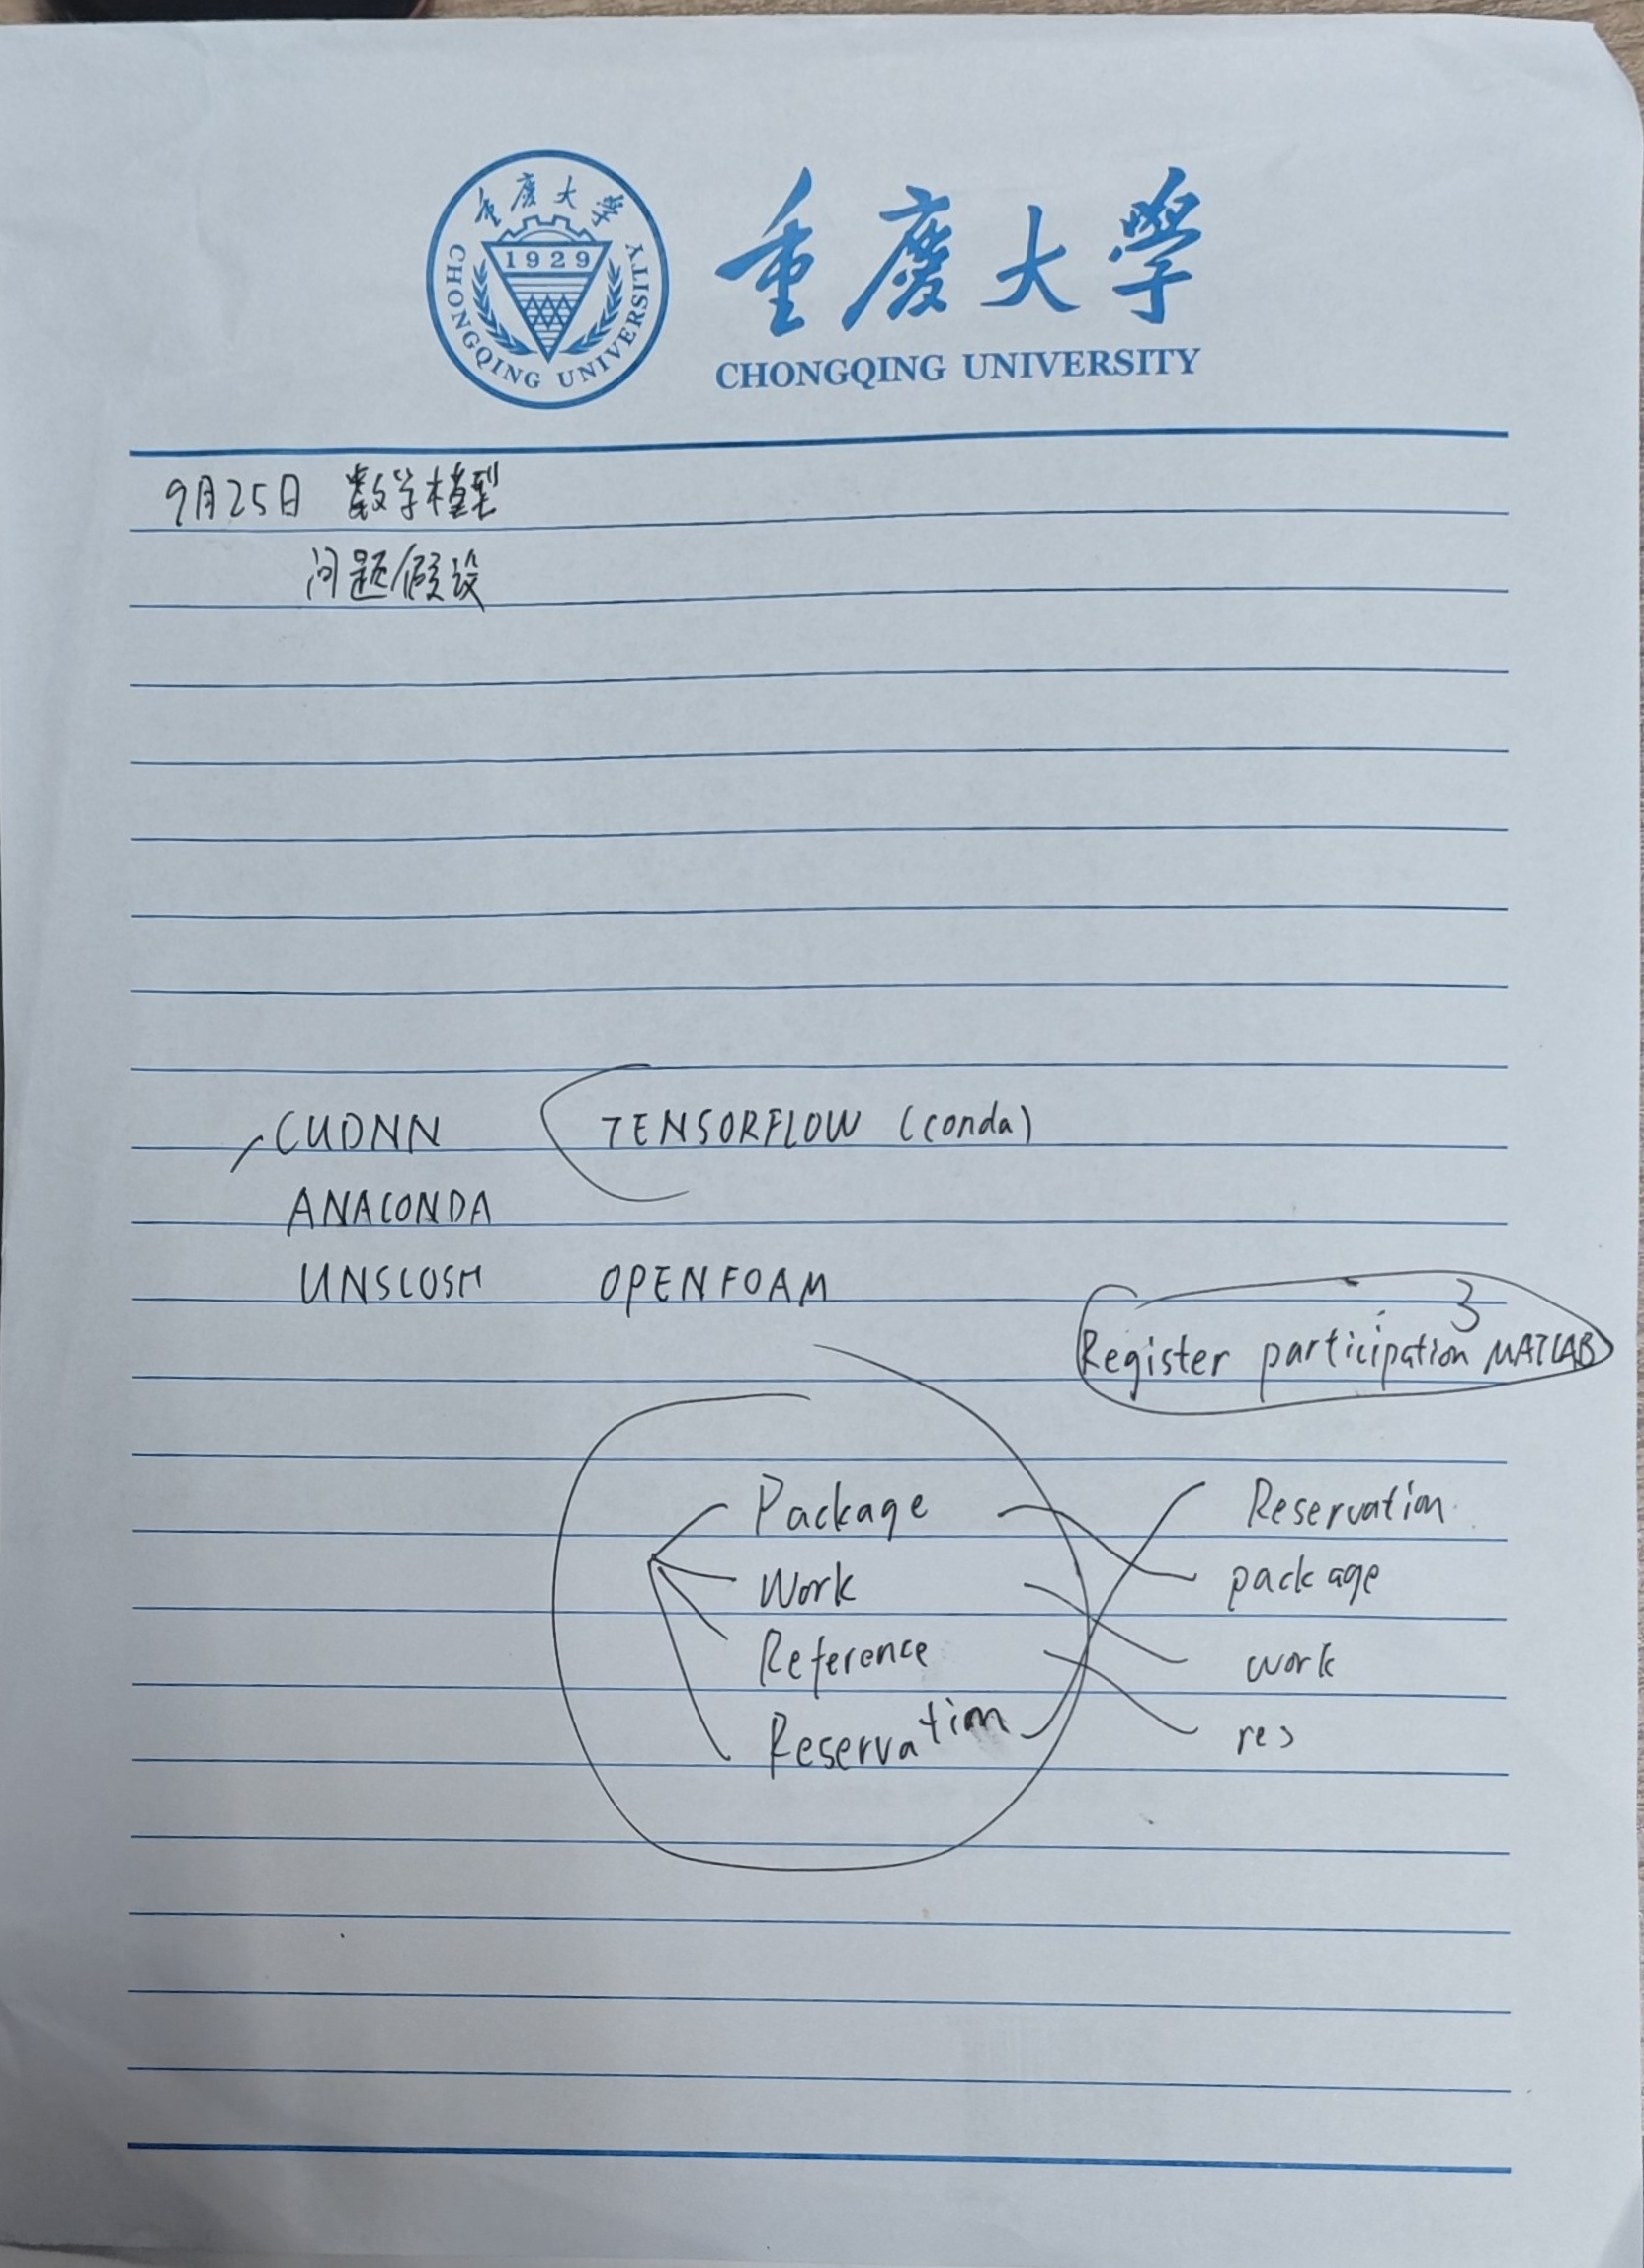 重慶大學
1929
CHONGQING UNIVERSITY
重慶大學
CHONGQING UNIVERSITY
9月25日 数学模型
问题假设
CUDNN TENSORFLOW (conda)
ANACONDA
UNSLOSH OPENFOAM
3
Register participation MATLAB
Package Reservation
Work package
Reference work
Reservation res